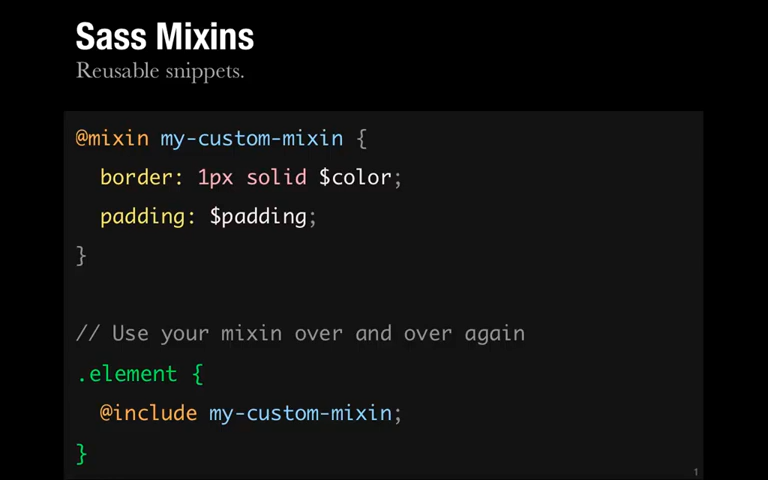 Sass Mixins
Reusable snippets.
@mixin my-custom-mixin {
border: 1px solid $color;
padding: $padding;
}
// Use your mixin over and over again
.element {
@include my-custom-mixin;
}
1